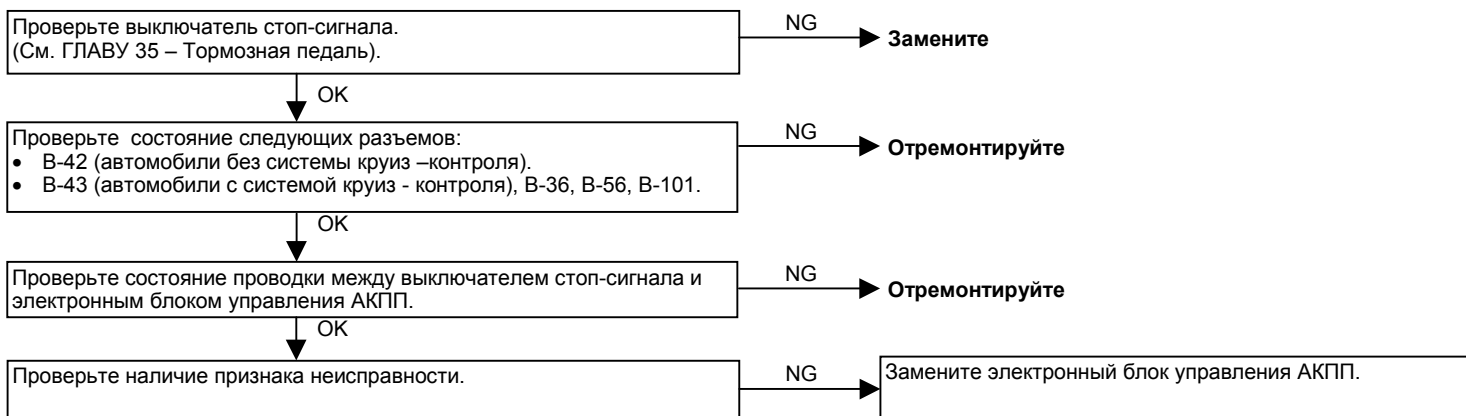 Проверьте выключатель стоп-сигнала.
(См. ГЛАВУ 35 – Тормозная педаль).
NG
Замените
OK
Проверьте состояние следующих разъемов:
• B-42 (автомобили без системы круиз –контроля).
• B-43 (автомобили с системой круиз - контроля), B-36, B-56, B-101.
NG
Отремонтируйте
OK
Проверьте состояние проводки между выключателем стоп-сигнала и
электронным блоком управления АКПП.
NG
Отремонтируйте
OK
Проверьте наличие признака неисправности.
NG
Замените электронный блок управления АКПП.